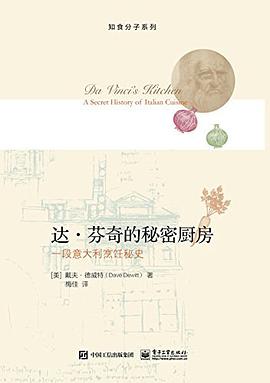 知食分子系列
Da Vinci's Kitchen
A Secret History of Italian Cuisine
达·芬奇的秘密厨房
一段意大利烹饪秘史
[美] 戴夫·德威特 (Dave Dewitt) 著
梅佳 译
中国工信出版集团
电子工业出版社